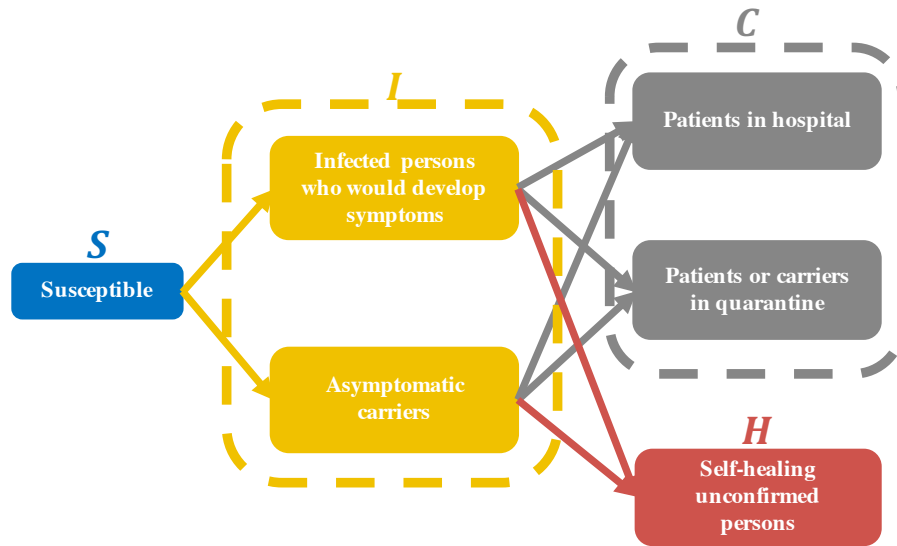 C
Patients in hospital
I
Infected persons
who would develop
symptoms
S
Susceptible
Patients or carriers
in quarantine
Asymptomatic
carriers
H
Self-healing
unconfirmed
persons